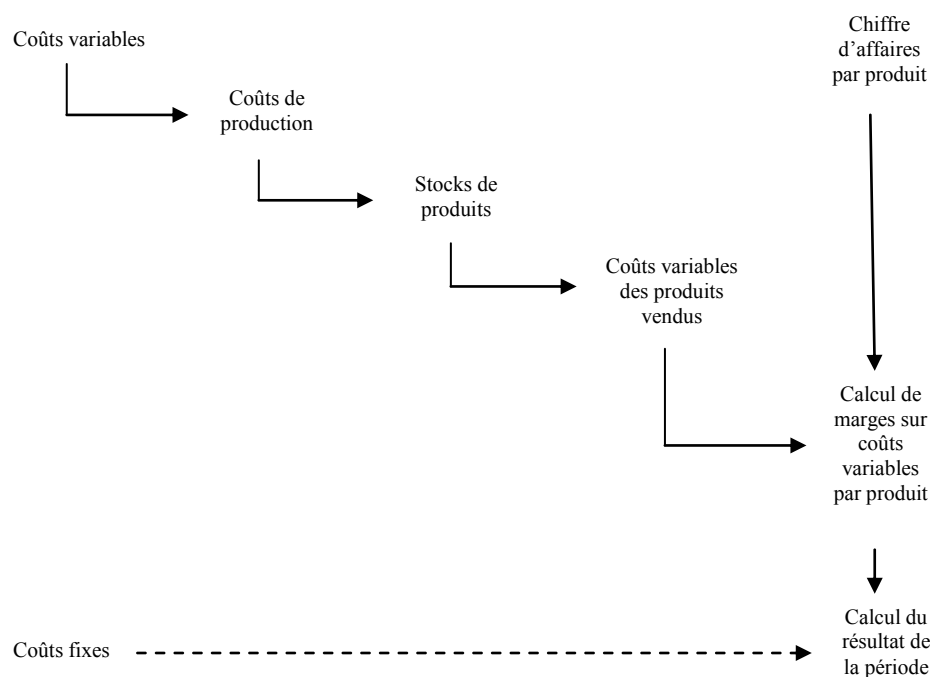 Coûts variables
Chiffre
d’affaires
par produit
Coûts de
production
Stocks de
produits
Coûts variables
des produits
vendus
Calcul de
marges sur
coûts
variables
par produit
Coûts fixes
Calcul du
résultat de
la période